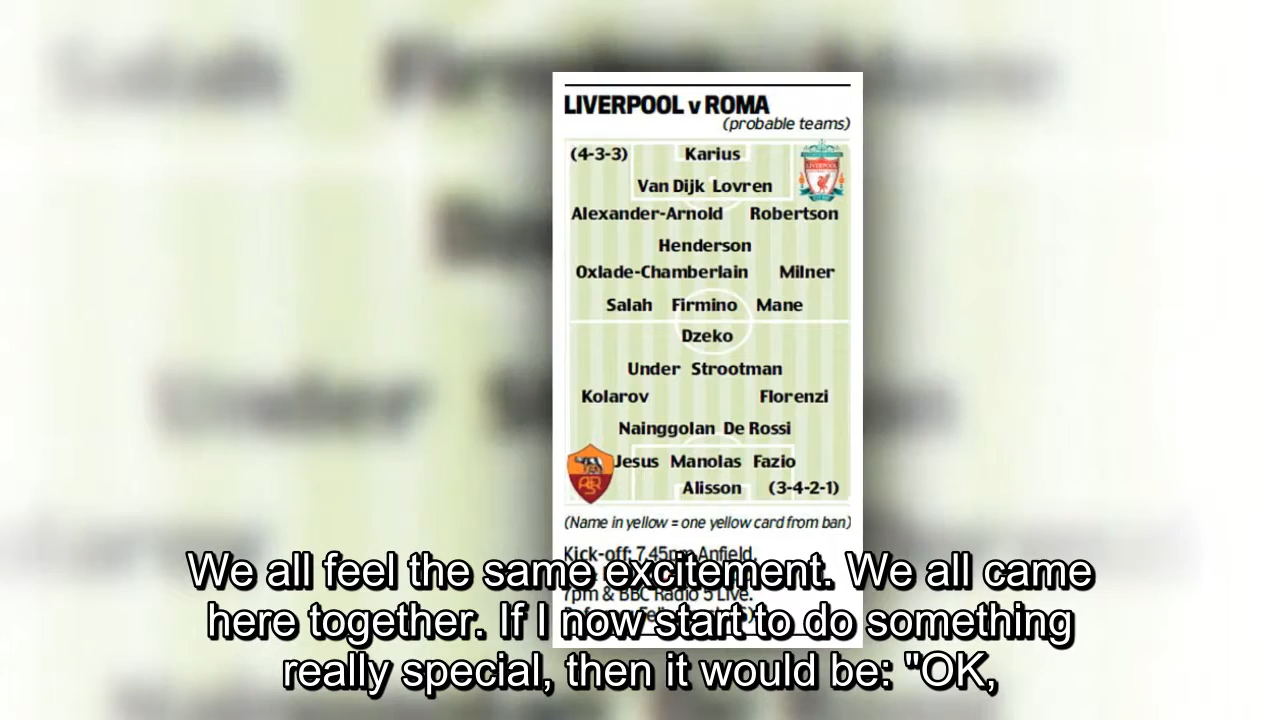 LIVERPOOL v ROMA
(probable teams)
(4-3-3) Karius
Van Dijk Lovren
Alexander-Arnold Robertson
Henderson
Oxlade-Chamberlain Milner
Salah Firmino Mane
Dzeko
Under Strootman
Kolarov Florenzi
Nainggolan De Rossi
Jesus Manolas Fazio
Alisson (3-4-2-1)
(Name in yellow = one yellow card from ban)
Kick-off: 7.45pm Anfield.
7pm & BBC Radio 5 Live.
We all feel the same excitement. We all came
here together. If I now start to do something
really special, then it would be: "OK,